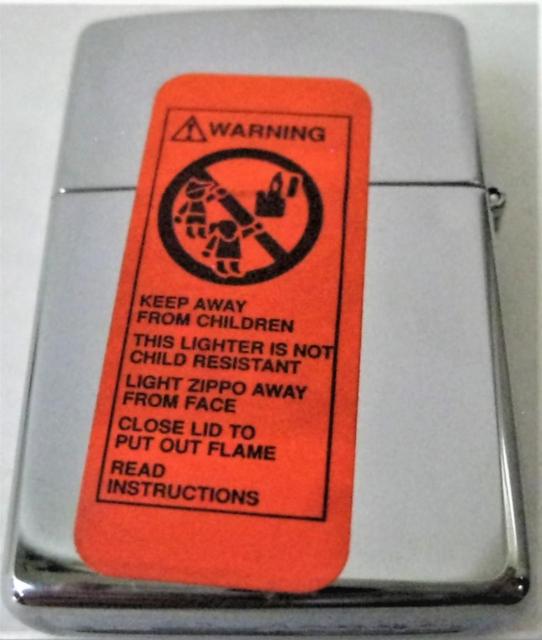 WARNING
KEEP AWAY
FROM CHILDREN
THIS LIGHTER IS NOT
CHILD RESISTANT
LIGHT ZIPPO AWAY
FROM FACE
CLOSE LID TO
PUT OUT FLAME
READ
INSTRUCTIONS